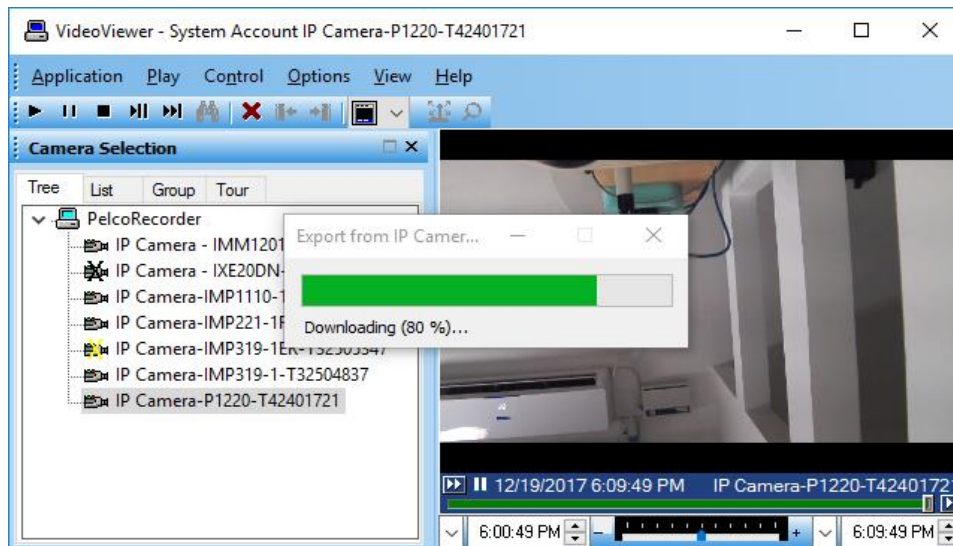 VideoViewer - System Account IP Camera-P1220-T42401721
Application Play Control Options View Help
Camera Selection
Tree List Group Tour
PelcoRecorder
IP Camera - IMM1201
IP Camera - IXE20DN-
IP Camera-IMP1110-1
IP Camera-IMP221-1
IP Camera-IMP319-1ER-T32505347
IP Camera-IMP319-1-T32504837
IP Camera-P1220-T42401721
Export from IP Camer...
Downloading (80 %)...
12/19/2017 6:09:49 PM IP Camera-P1220-T4240172
6:00:49 PM - + 6:09:49 PM